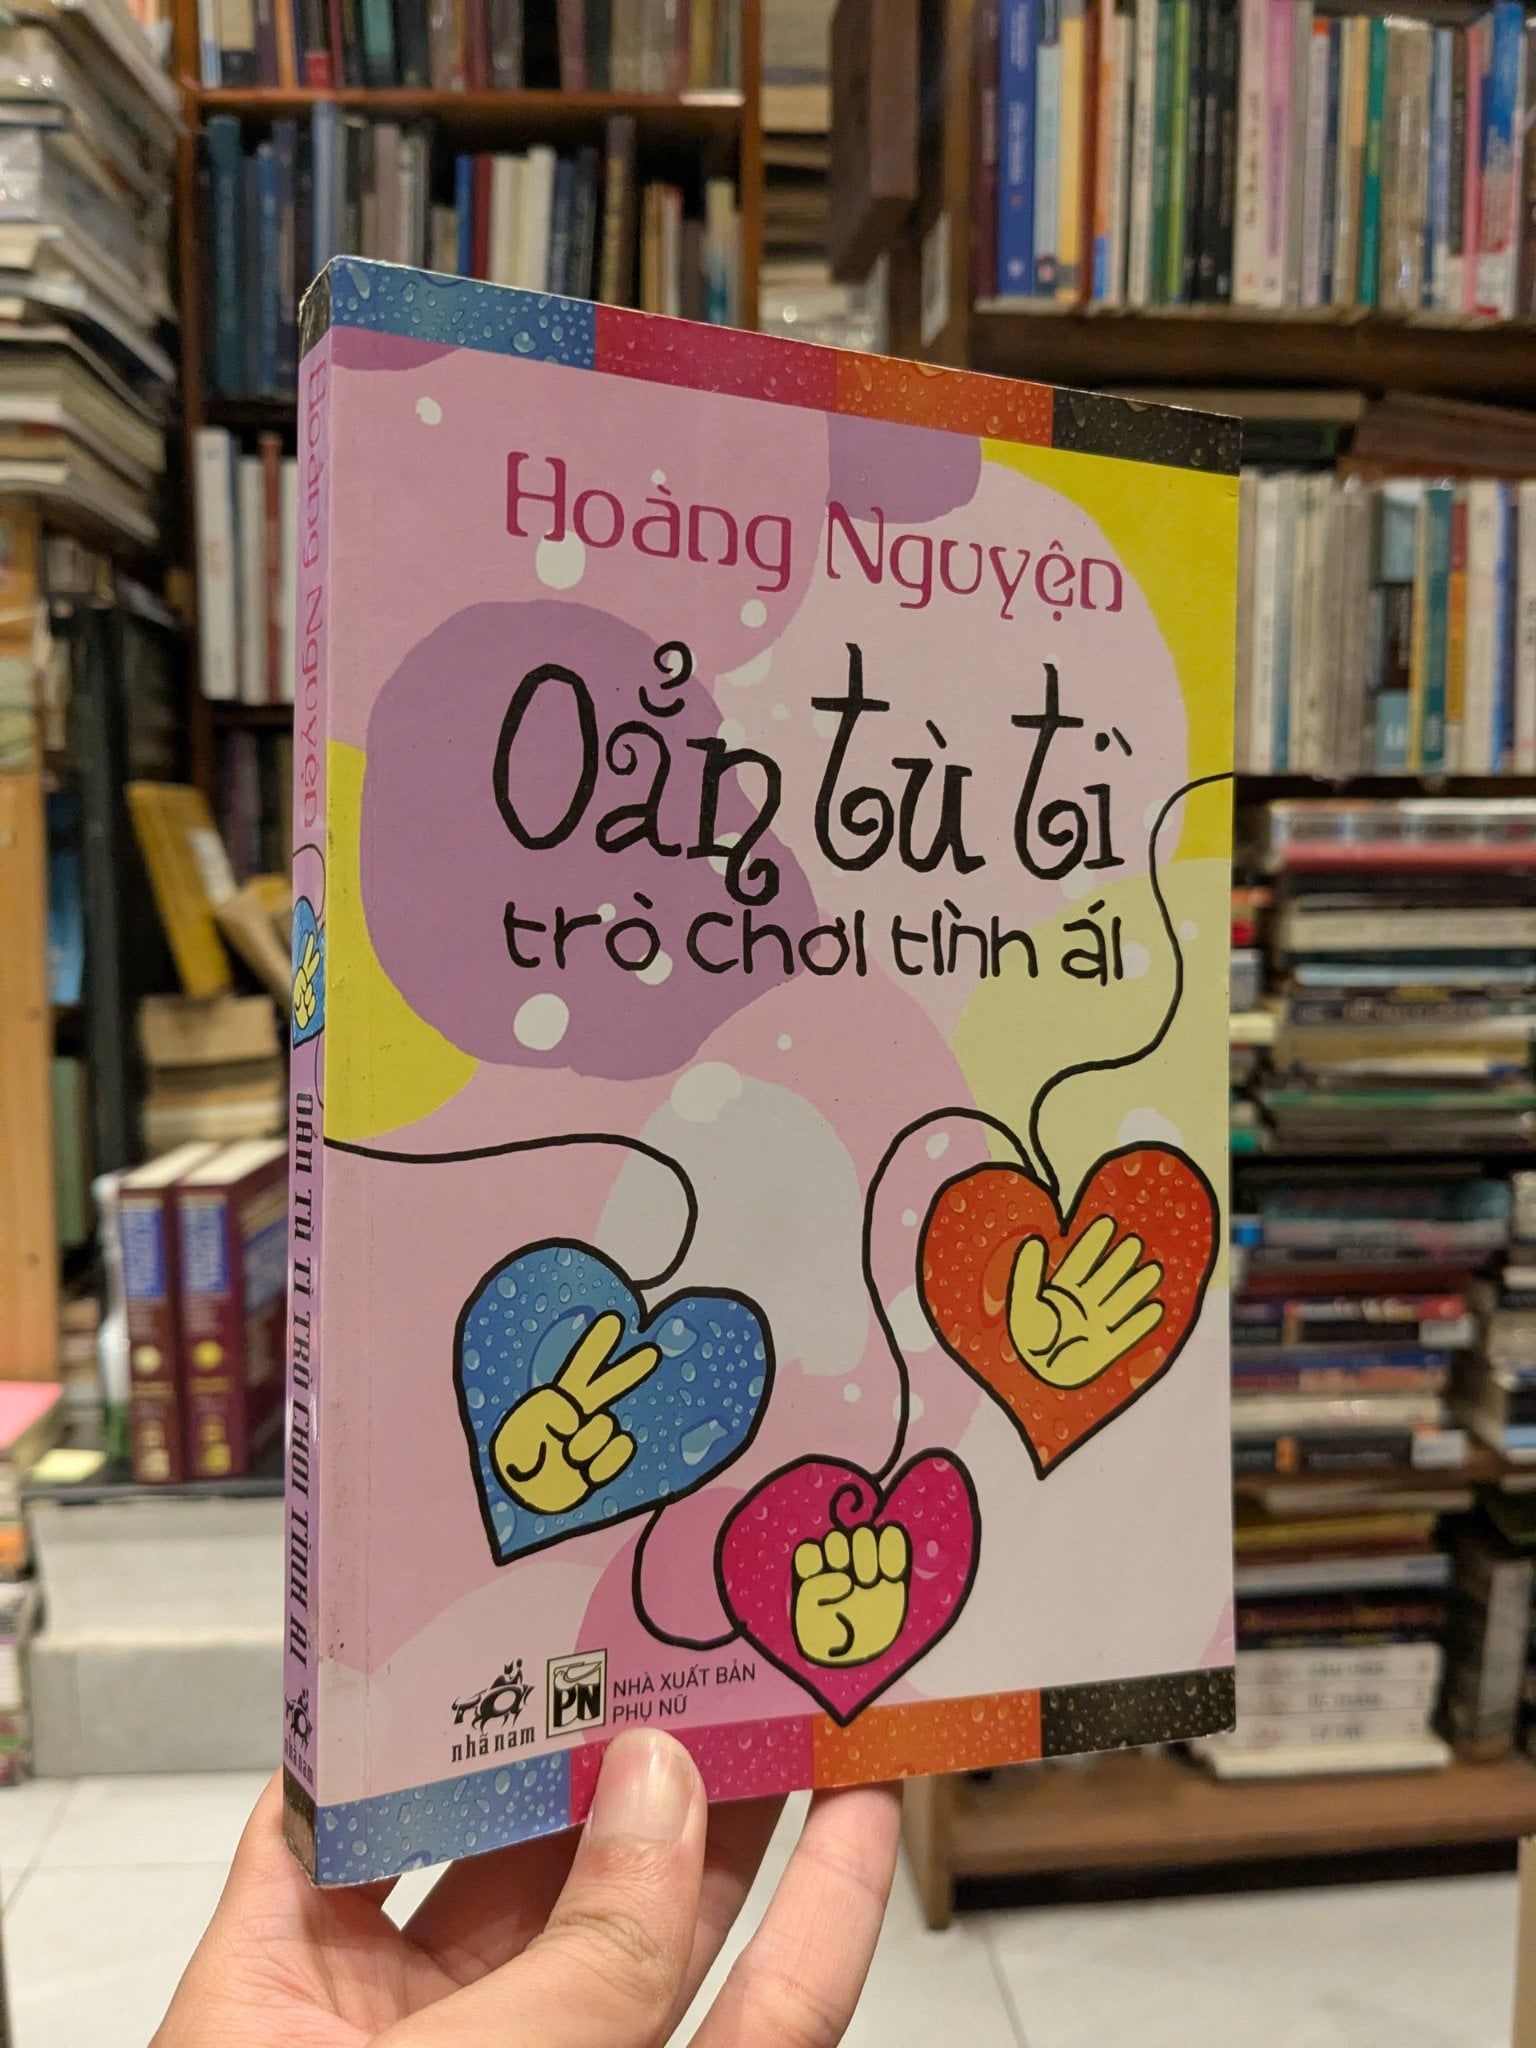 Hoàng Nguyện
Oẳn tù tì
trò chơi tình ái
nhã nam
PN
NHÀ XUẤT BẢN
PHỤ NỮ
Hoàng Nguyện
OẲN TÙ TÌ TRÒ CHƠI TÌNH ÁI
nhã nam